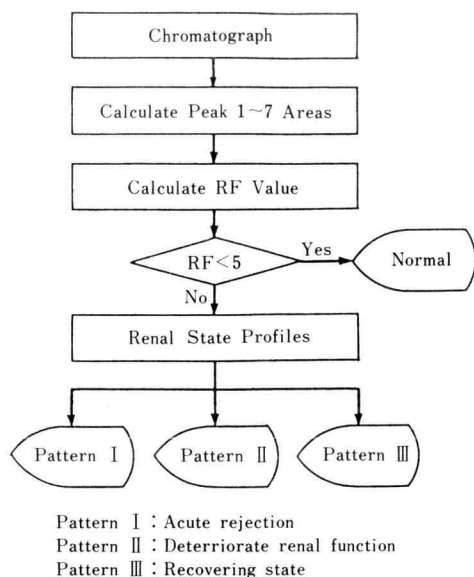 Chromatograph
Calculate Peak 1~7 Areas
Calculate RF Value
RF<5
Yes
Normal
No
Renal State Profiles
Pattern Ⅰ
Pattern Ⅱ
Pattern Ⅲ
Pattern Ⅰ : Acute rejection
Pattern Ⅱ : Deterriorate renal function
Pattern Ⅲ : Recovering state